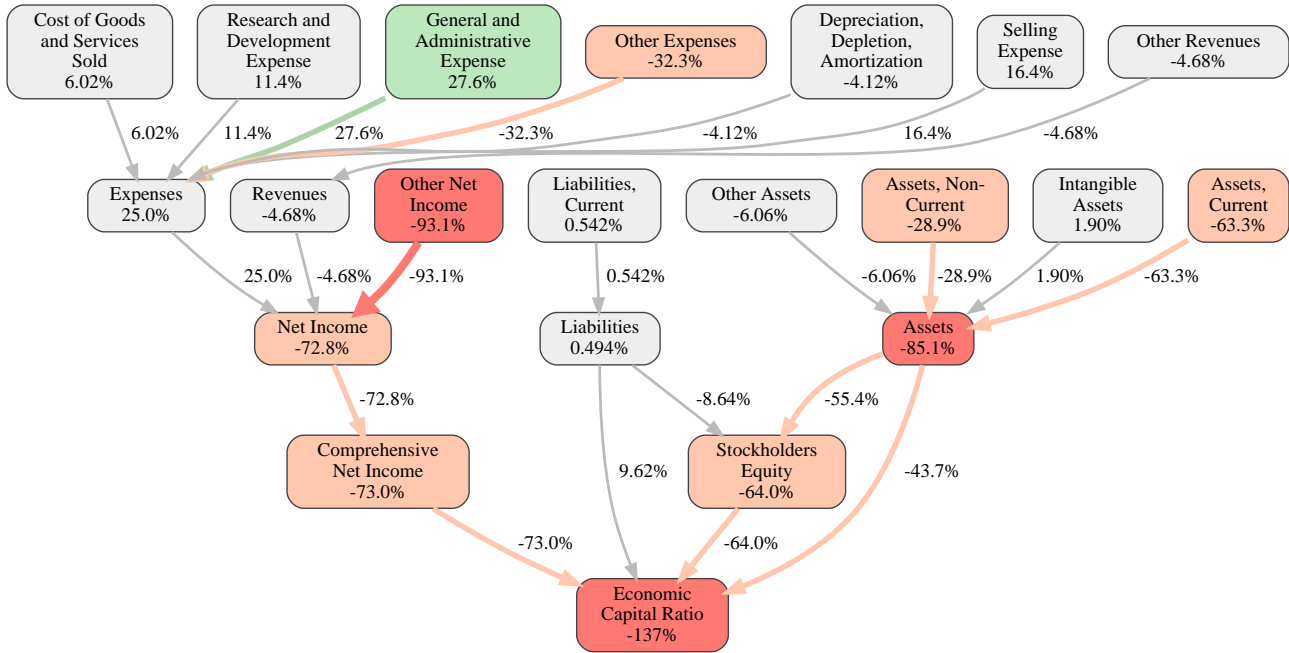 Cost of Goods
and Services
Sold
6.02%
Research and
Development
Expense
11.4%
General and
Administrative
Expense
27.6%
Other Expenses
-32.3%
Depreciation,
Depletion,
Amortization
-4.12%
Selling
Expense
16.4%
Other Revenues
-4.68%
6.02%
11.4%
27.6%
-32.3%
-4.12%
16.4%
-4.68%
Expenses
25.0%
Revenues
-4.68%
Other Net
Income
-93.1%
Liabilities,
Current
0.542%
Other Assets
-6.06%
Assets, Non-
Current
-28.9%
Intangible
Assets
1.90%
Assets,
Current
-63.3%
25.0%
-4.68%
-93.1%
0.542%
-6.06%
-28.9%
1.90%
-63.3%
Net Income
-72.8%
Liabilities
0.494%
Assets
-85.1%
-72.8%
-8.64%
-55.4%
Comprehensive
Net Income
-73.0%
9.62%
Stockholders
Equity
-64.0%
-43.7%
-73.0%
-64.0%
Economic
Capital Ratio
-137%